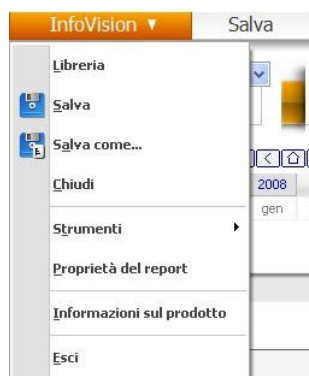 InfoVision ▼ Salva
Libreria
Salva
Salva come...
Chiudi
2008
gen
Strumenti
Proprietà del report
Informazioni sul prodotto
Esci